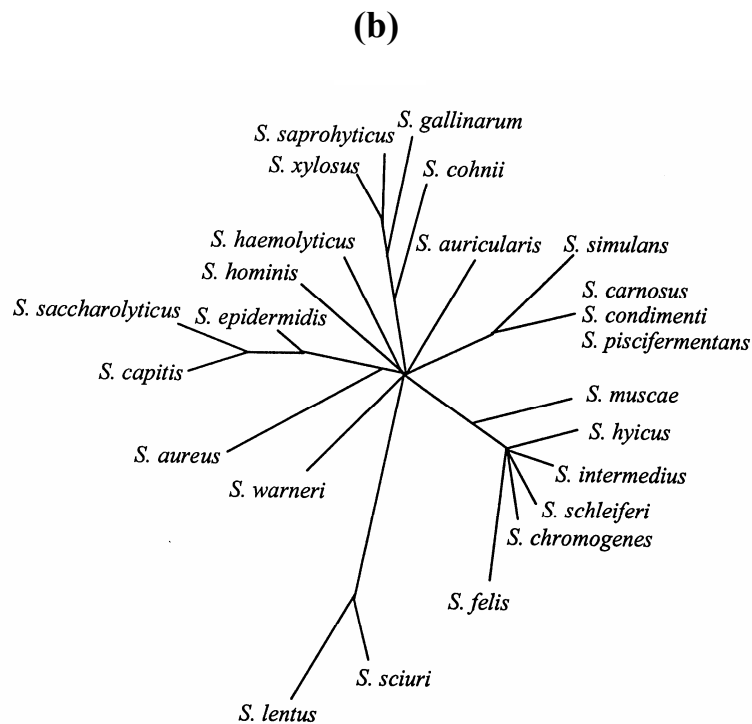 (b)
S. gallinarum
S. saprohyticus
S. xylosus
S. cohnii
S. haemolyticus
S. auricularis
S. simulans
S. hominis
S. carnosus
S. condimenti
S. piscifermentans
S. saccharolyticus
S. epidermidis
S. capitis
S. muscae
S. hyicus
S. aureus
S. intermedius
S. warneri
S. schleiferi
S. chromogenes
S. felis
S. sciuri
S. lentus